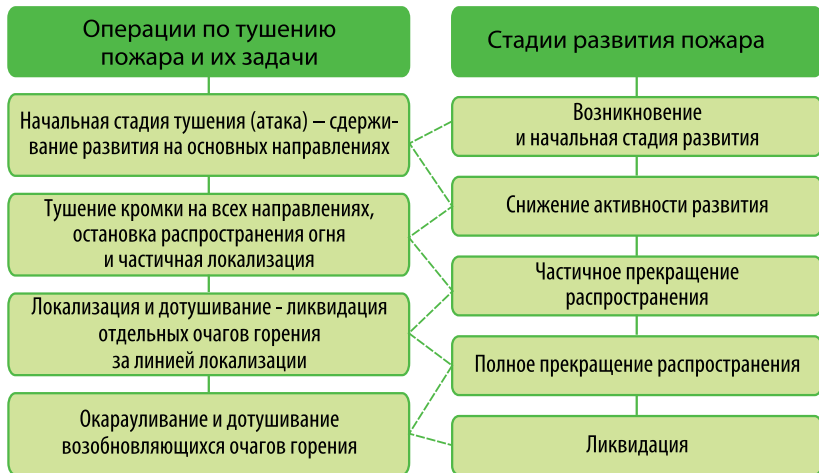 Операции по тушению
пожара и их задачи
Начальная стадия тушения (атака) – сдержи-
вание развития на основных направлениях
Тушение кромки на всех направлениях,
остановка распространения огня
и частичная локализация
Локализация и дотушивание - ликвидация
отдельных очагов горения
за линией локализации
Окарауливание и дотушивание
возобновляющихся очагов горения
Стадии развития пожара
Возникновение
и начальная стадия развития
Снижение активности развития
Частичное прекращение
распространения
Полное прекращение распространения
Ликвидация